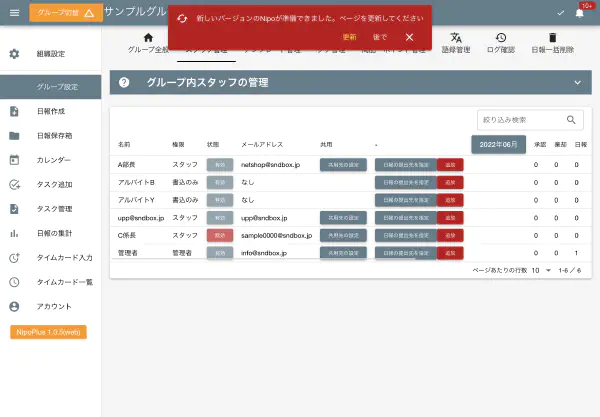 グループ切替
サンプルグル
10+
新しいバージョンのNipoが準備できました。ページを更新してください
更新
後で
組織設定
グループ設定
日報作成
日報保存箱
カレンダー
タスク追加
タスク管理
日報の集計
タイムカード入力
タイムカード一覧
アカウント
NipoPlus 1.0.5(web)
グループ全般
スタッフ管理
語録管理
ログ確認
日報一括削除
グループ内スタッフの管理
絞り込み検索
名前 権限 状態 メールアドレス 共用 - 2022年06月 承認 棄却 日報
A部長 スタッフ 有効 netshop@sndbox.jp 共用先の設定 日報の提出先を指定 追加 0 0 0
アルバイトB 書込のみ 有効 なし 日報の提出先を指定 追加 0 0 0
アルバイトY 書込のみ 有効 なし 日報の提出先を指定 追加 0 0 0
upp@sndbox.jp スタッフ 有効 upp@sndbox.jp 共用先の設定 日報の提出先を指定 追加 0 0 0
C係長 スタッフ 無効 sample0000@sndbox.jp 共用先の設定 日報の提出先を指定 追加 0 0 0
管理者 管理者 有効 info@sndbox.jp 共用先の設定 日報の提出先を指定 追加 0 0 1
ページあたりの行数 10 1-6 / 6